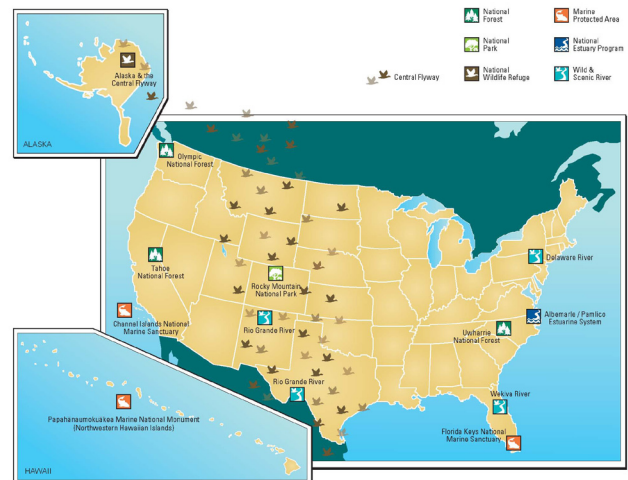 National
Forest
Marine
Protected Area
National
Park
National
Estuary Program
Central Flyway
National
Wildlife Refuge
Wild &
Scenic River
Alaska & the
Central Flyway
ALASKA
Olympic
National Forest
Tahoe
National Forest
Rocky Mountain
National Park
Delaware River
Channel Islands National
Marine Sanctuary
Rio Grande River
Albemarle / Pamlico
Estuarine System
Uwharrie
National Forest
Rio Grande River
Wekiva River
Florida Keys National
Marine Sanctuary
Papahānaumokuākea Marine National Monument
(Northwestern Hawaiian Islands)
HAWAII